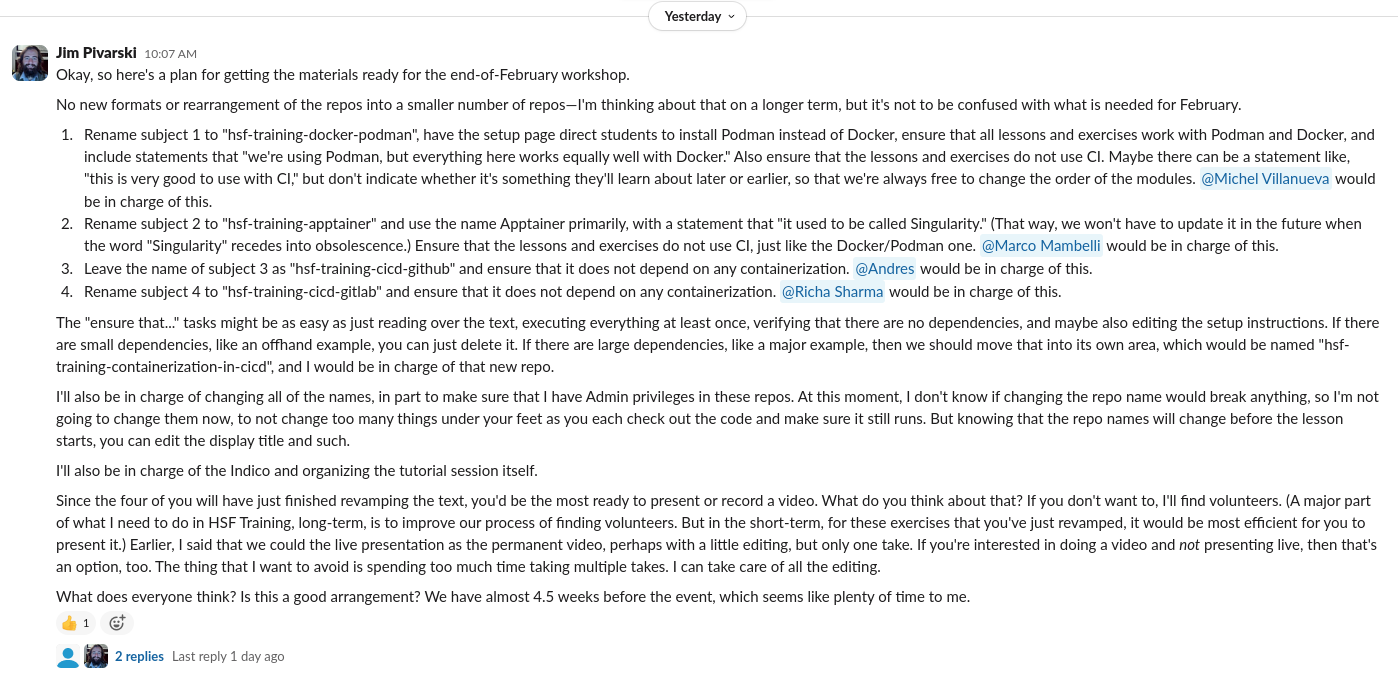 Yesterday
Jim Pivarski 10:07 AM
Okay, so here's a plan for getting the materials ready for the end-of-February workshop.
No new formats or rearrangement of the repos into a smaller number of repos—I'm thinking about that on a longer term, but it's not to be confused with what is needed for February.
1. Rename subject 1 to "hsf-training-docker-podman", have the setup page direct students to install Podman instead of Docker, ensure that all lessons and exercises work with Podman and Docker, and
include statements that "we're using Podman, but everything here works equally well with Docker." Also ensure that the lessons and exercises do not use CI. Maybe there can be a statement like,
"this is very good to use with CI," but don't indicate whether it's something they'll learn about later or earlier, so that we're always free to change the order of the modules. @Michel Villanueva would
be in charge of this.
2. Rename subject 2 to "hsf-training-apptainer" and use the name Apptainer primarily, with a statement that "it used to be called Singularity." (That way, we won't have to update it in the future when
the word "Singularity" recedes into obsolescence.) Ensure that the lessons and exercises do not use CI, just like the Docker/Podman one. @Marco Mambelli would be in charge of this.
3. Leave the name of subject 3 as "hsf-training-cicd-github" and ensure that it does not depend on any containerization. @Andres would be in charge of this.
4. Rename subject 4 to "hsf-training-cicd-gitlab" and ensure that it does not depend on any containerization. @Richa Sharma would be in charge of this.
The "ensure that..." tasks might be as easy as just reading over the text, executing everything at least once, verifying that there are no dependencies, and maybe also editing the setup instructions. If there
are small dependencies, like an offhand example, you can just delete it. If there are large dependencies, like a major example, then we should move that into its own area, which would be named "hsf-
training-containerization-in-cicd", and I would be in charge of that new repo.
I'll also be in charge of changing all of the names, in part to make sure that I have Admin privileges in these repos. At this moment, I don't know if changing the repo name would break anything, so I'm not
going to change them now, to not change too many things under your feet as you each check out the code and make sure it still runs. But knowing that the repo names will change before the lesson
starts, you can edit the display title and such.
I'll also be in charge of the Indico and organizing the tutorial session itself.
Since the four of you will have just finished revamping the text, you'd be the most ready to present or record a video. What do you think about that? If you don't want to, I'll find volunteers. (A major part
of what I need to do in HSF Training, long-term, is to improve our process of finding volunteers. But in the short-term, for these exercises that you've just revamped, it would be most efficient for you to
present it.) Earlier, I said that we could the live presentation as the permanent video, perhaps with a little editing, but only one take. If you're interested in doing a video and not presenting live, then that's
an option, too. The thing that I want to avoid is spending too much time taking multiple takes. I can take care of all the editing.
What does everyone think? Is this a good arrangement? We have almost 4.5 weeks before the event, which seems like plenty of time to me.
👍 1
2 replies Last reply 1 day ago